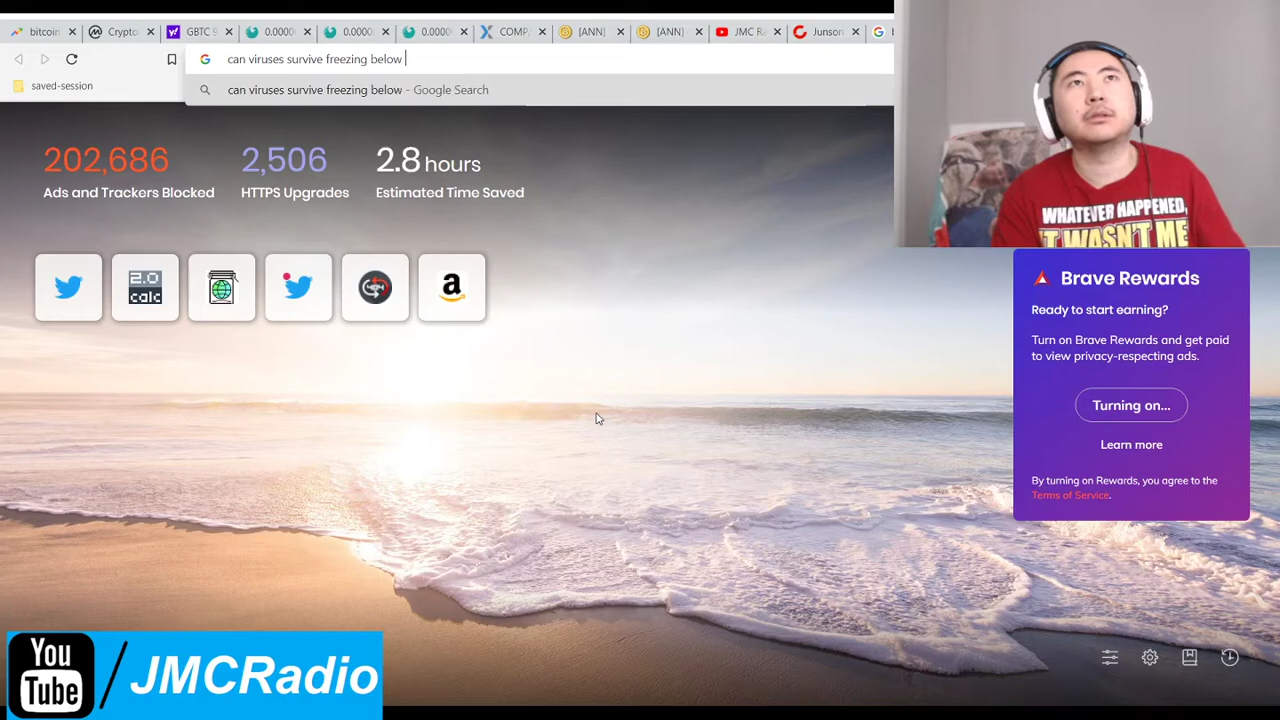 bitcoin
Crypto
GBTC S
0.0000
0.0000
0.0000
COMP.
[ANN]
[ANN]
JMC Ra
Junson
b
can viruses survive freezing below
saved-session
can viruses survive freezing below - Google Search
202,686
Ads and Trackers Blocked
2,506
HTTPS Upgrades
2.8 hours
Estimated Time Saved
WHATEVER HAPPENED,
IT WASN'T ME
2.0
calc
a
Brave Rewards
Ready to start earning?
Turn on Brave Rewards and get paid
to view privacy-respecting ads.
Turning on...
Learn more
By turning on Rewards, you agree to the
Terms of Service.
You
Tube
/JMCRadio